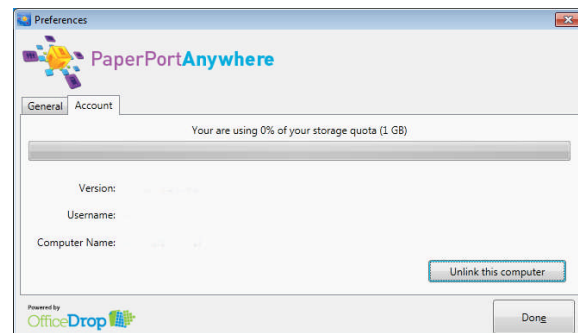 Preferences
PaperPortAnywhere
General Account
Your are using 0% of your storage quota (1 GB)
Version:
Username:
Computer Name:
Unlink this computer
Powered by
OfficeDrop
Done